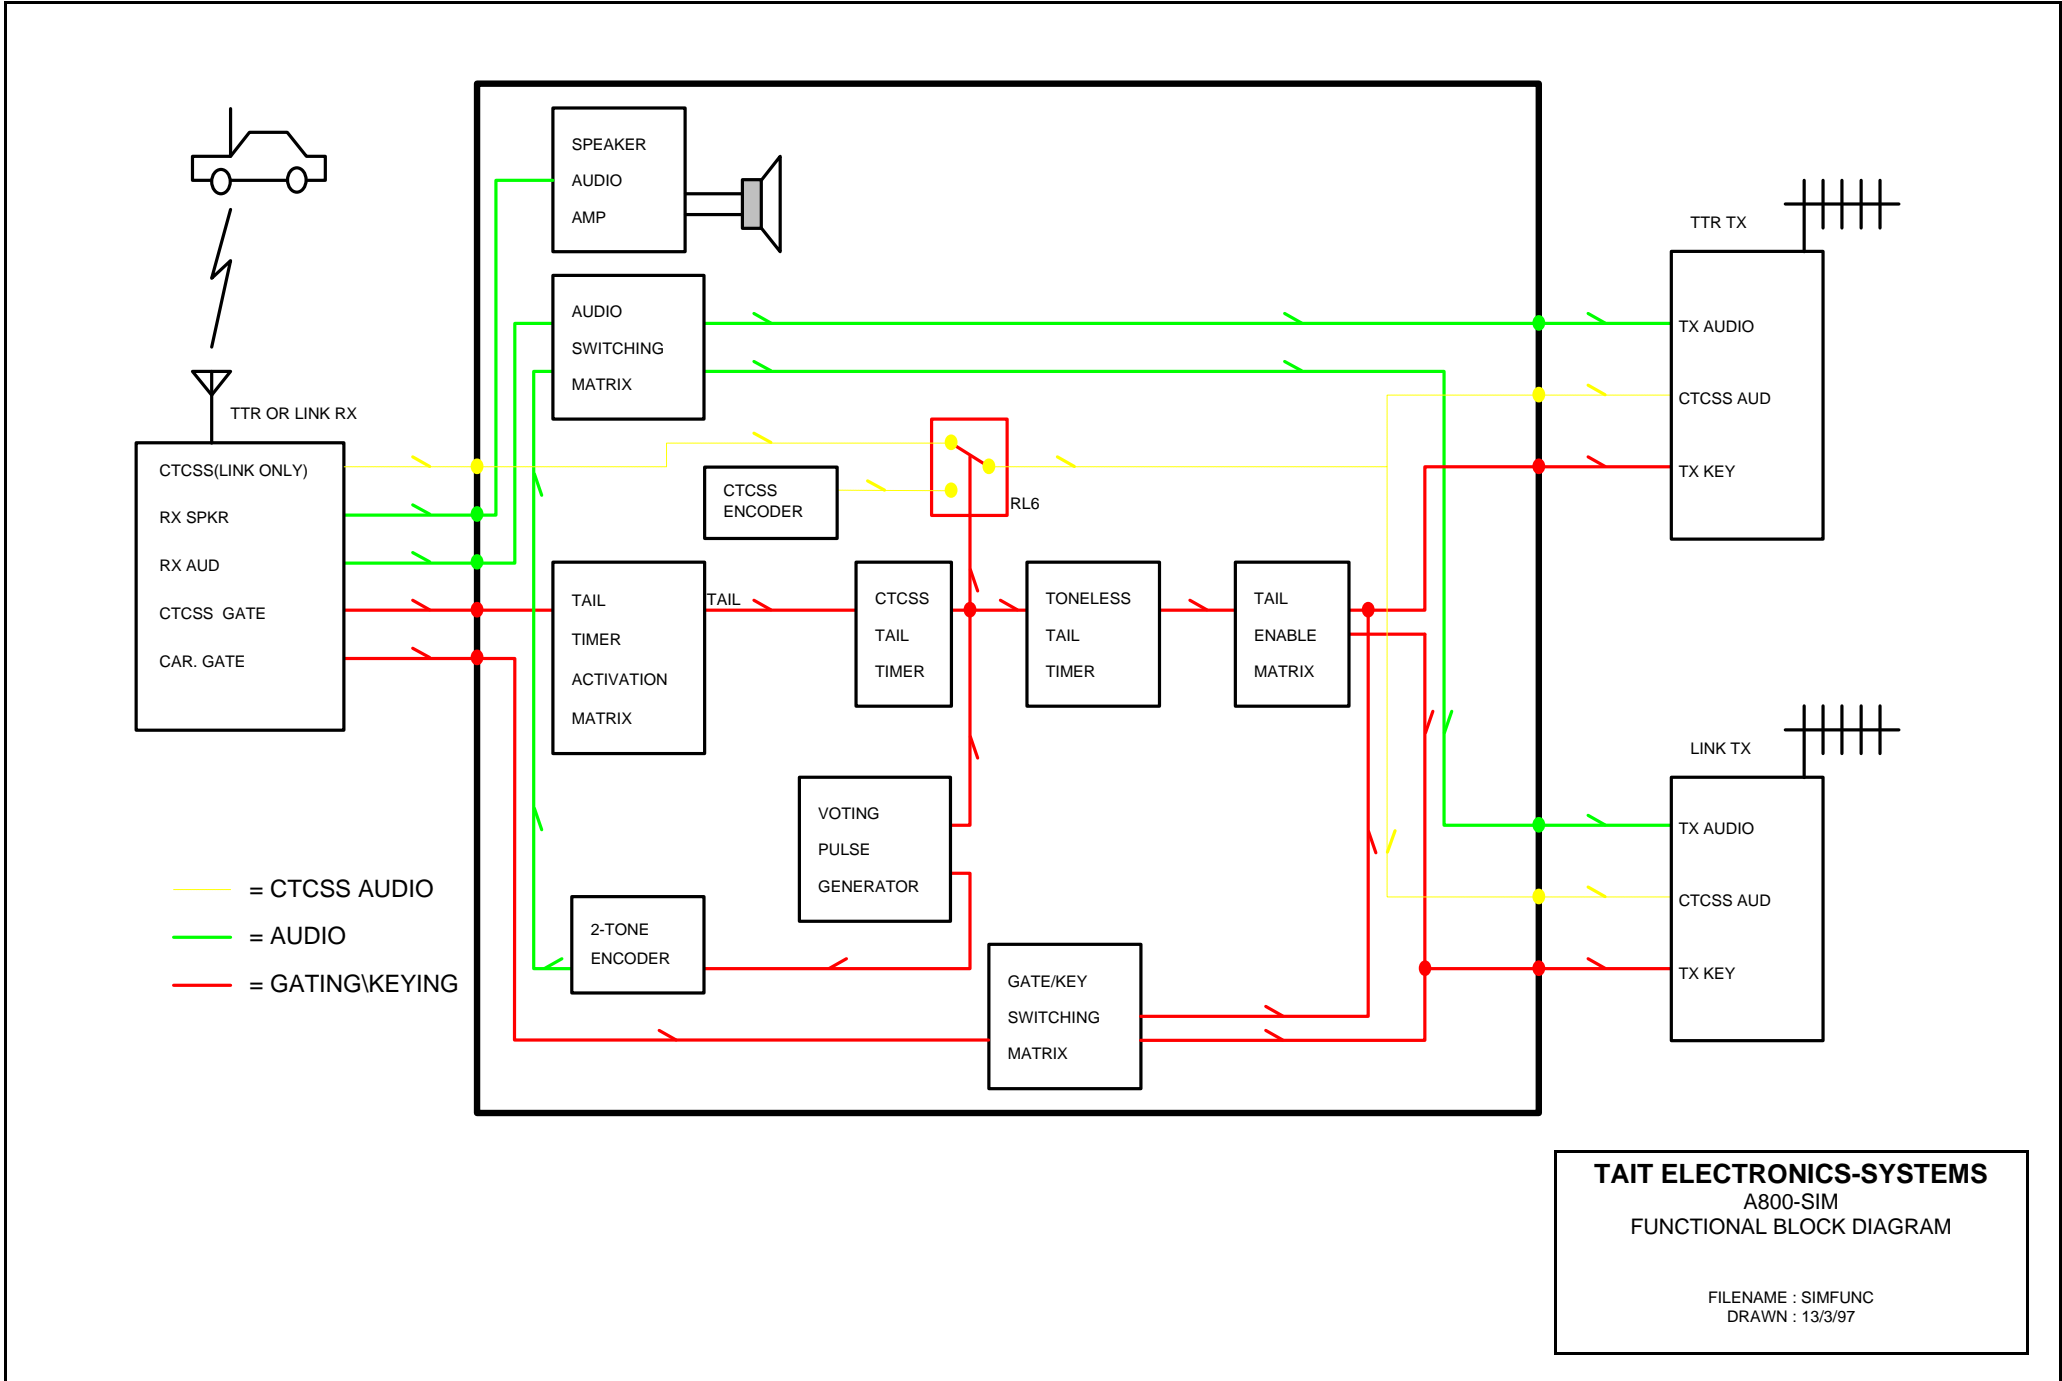 SPEAKER
AUDIO
AMP
TTR TX
AUDIO
SWITCHING
MATRIX
TX AUDIO
CTCSS AUD
TX KEY
TTR OR LINK RX
CTCSS(LINK ONLY)
RX SPKR
RX AUD
CTCSS  GATE
CAR. GATE
CTCSS
ENCODER
RL6
TAIL
TIMER
ACTIVATION
MATRIX
TAIL
CTCSS
TAIL
TIMER
TONELESS
TAIL
TIMER
TAIL
ENABLE
MATRIX
LINK TX
TX AUDIO
CTCSS AUD
TX KEY
VOTING
PULSE
GENERATOR
2-TONE
ENCODER
GATE/KEY
SWITCHING
MATRIX
= CTCSS AUDIO
= AUDIO
= GATING\KEYING
TAIT ELECTRONICS-SYSTEMS
A800-SIM
FUNCTIONAL BLOCK DIAGRAM
FILENAME : SIMFUNC
DRAWN : 13/3/97